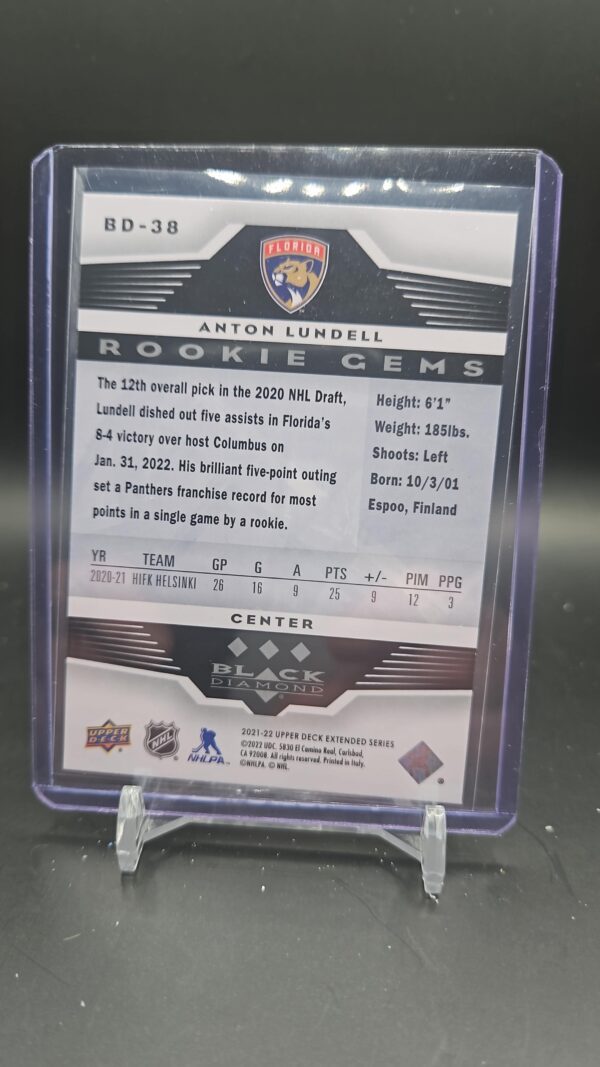 BD-38
FLORIDA
ANTON LUNDELL
ROOKIE GEMS
The 12th overall pick in the 2020 NHL Draft,
Lundell dished out five assists in Florida's
8-4 victory over host Columbus on
Jan. 31, 2022. His brilliant five-point outing
set a Panthers franchise record for most
points in a single game by a rookie.
Height: 6'1"
Weight: 185lbs.
Shoots: Left
Born: 10/3/01
Espoo, Finland
YR TEAM GP G A PTS +/- PIM PPG
2020-21 HIFK HELSINKI 26 16 9 25 9 12 3
CENTER
BLACK
DIAMOND
UPPER
DECK
NHL
NHLPA
2021-22 UPPER DECK EXTENDED SERIES
©2022 UDC. 5830 El Camino Real, Carlsbad,
CA 92008. All rights reserved. Printed in Italy.
©NHLPA. © NHL.